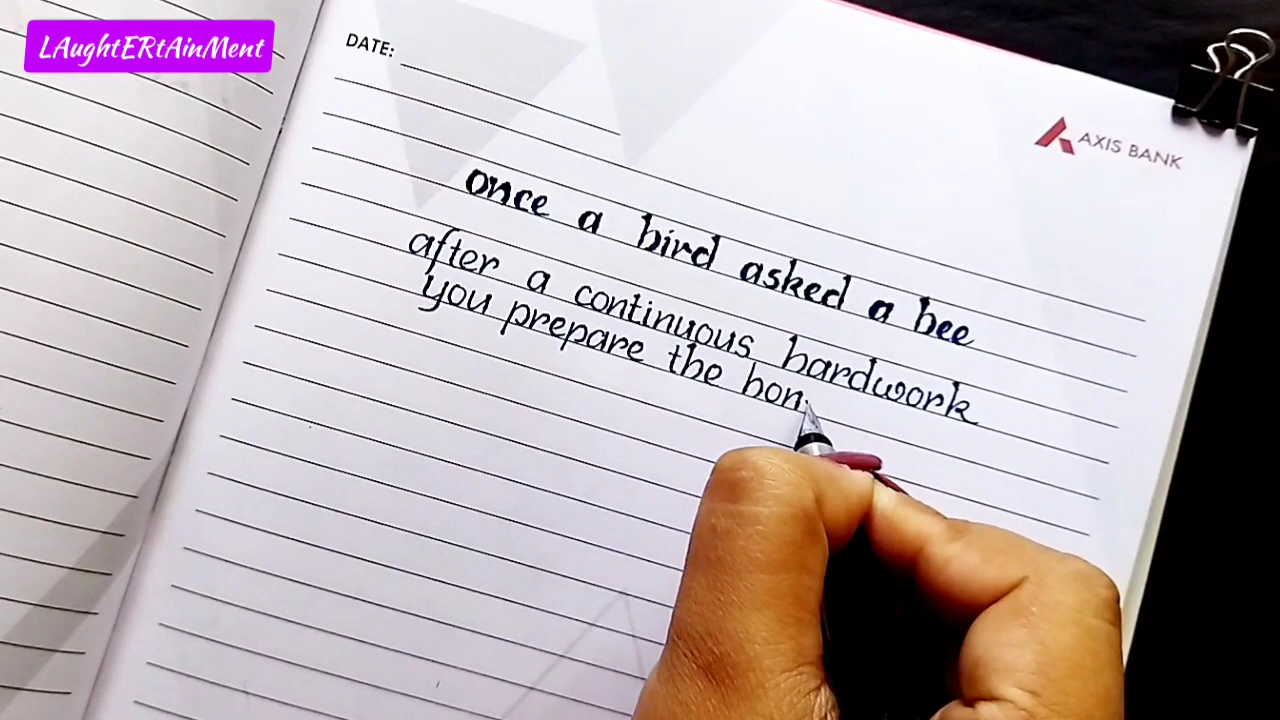 LAughtERtAinMent
DATE:
AXIS BANK
once a bird asked a bee
after a continuous hardwork
you prepare the hon